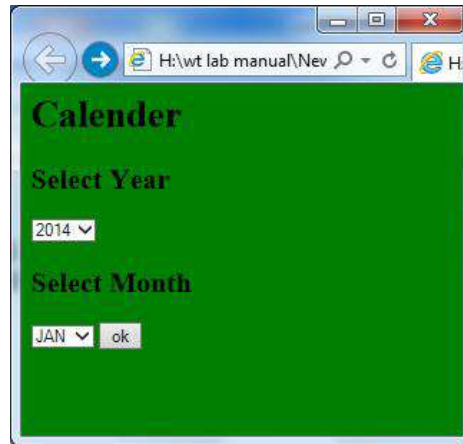 H:\wt lab manual\Nev
H
Calender
Select Year
2014
Select Month
JAN ok